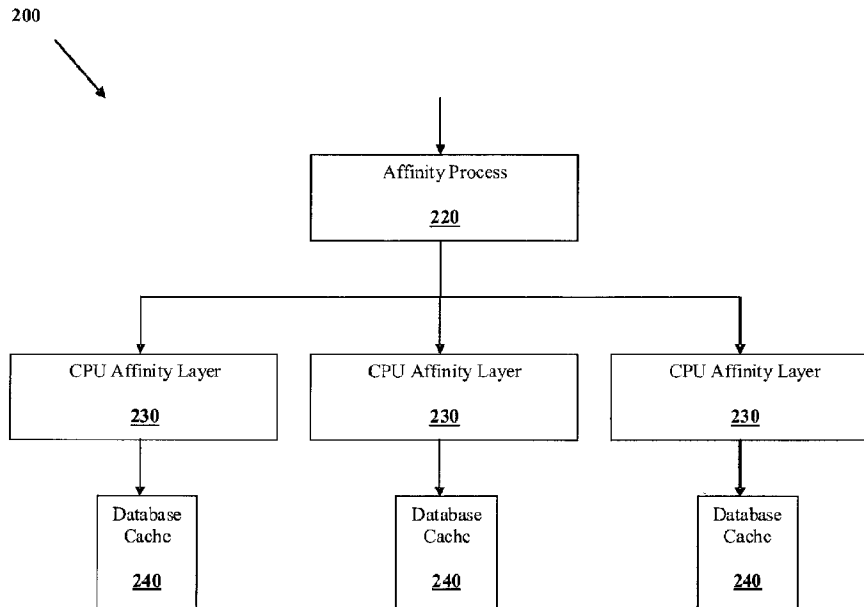 200
Affinity Process
220
CPU Affinity Layer
230
CPU Affinity Layer
230
CPU Affinity Layer
230
Database
Cache
240
Database
Cache
240
Database
Cache
240